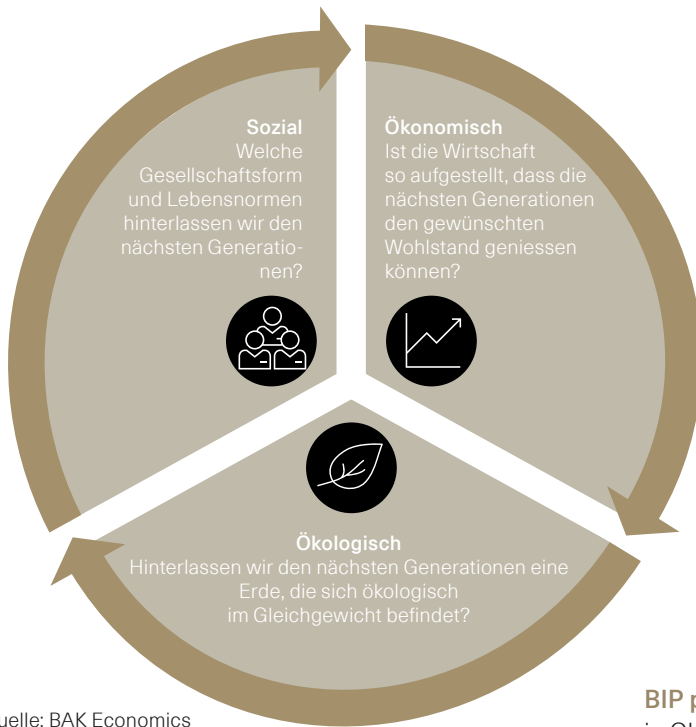 Sozial
Welche
Gesellschaftsform
und Lebensnormen
hinterlassen wir den
nächsten Generatio-
nen?
Ökonomisch
Ist die Wirtschaft
so aufgestellt, dass die
nächsten Generationen
den gewünschten
Wohlstand geniessen
können?
Ökologisch
Hinterlassen wir den nächsten Generationen eine
Erde, die sich ökologisch
im Gleichgewicht befindet?
uelle: BAK Economics
BIP p